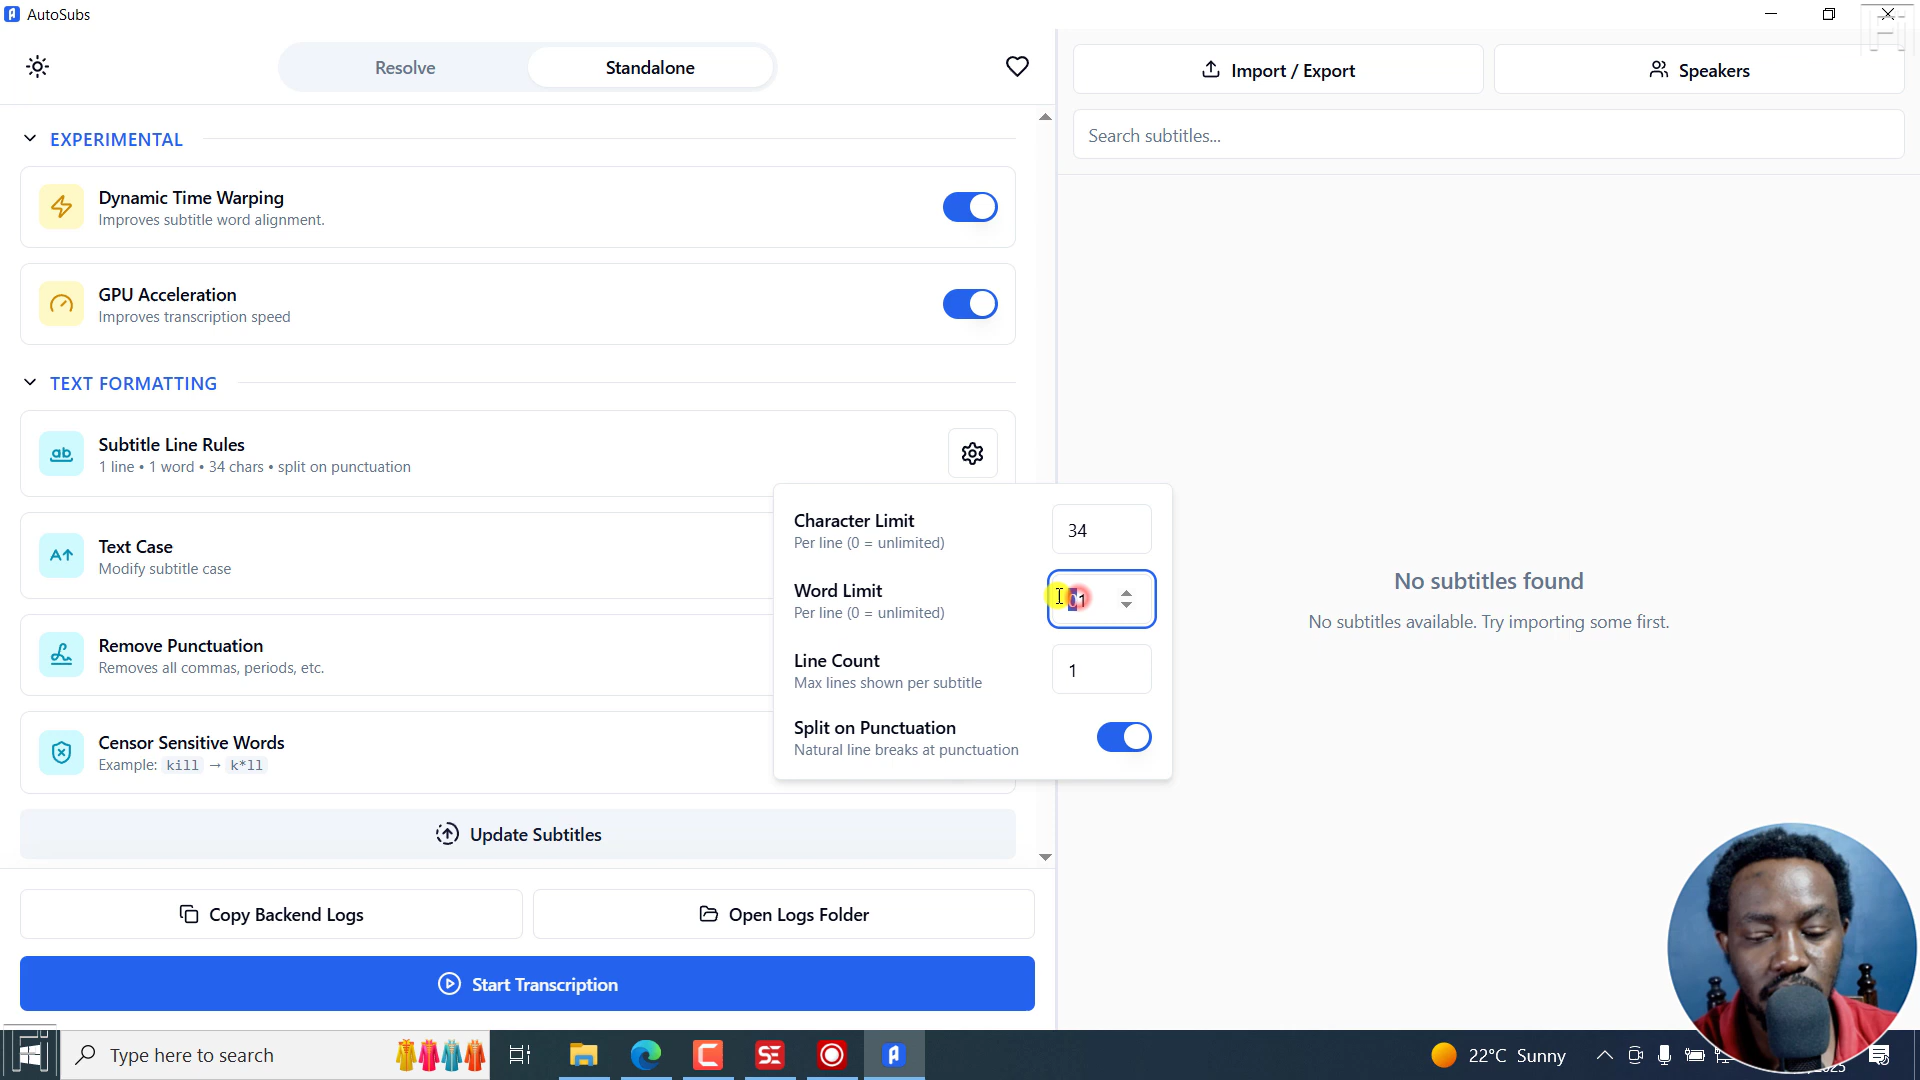 AutoSubs
Resolve
Standalone
Import / Export
Speakers
Search subtitles...
EXPERIMENTAL
Dynamic Time Warping
Improves subtitle word alignment.
GPU Acceleration
Improves transcription speed
TEXT FORMATTING
Subtitle Line Rules
1 line • 1 word • 34 chars • split on punctuation
Character Limit
Per line (0 = unlimited)
34
Word Limit
Per line (0 = unlimited)
01
Line Count
Max lines shown per subtitle
1
Split on Punctuation
Natural line breaks at punctuation
Text Case
Modify subtitle case
Remove Punctuation
Removes all commas, periods, etc.
Censor Sensitive Words
Example: kill → k*ll
No subtitles found
No subtitles available. Try importing some first.
Update Subtitles
Copy Backend Logs
Open Logs Folder
Start Transcription
Type here to search
22°C Sunny